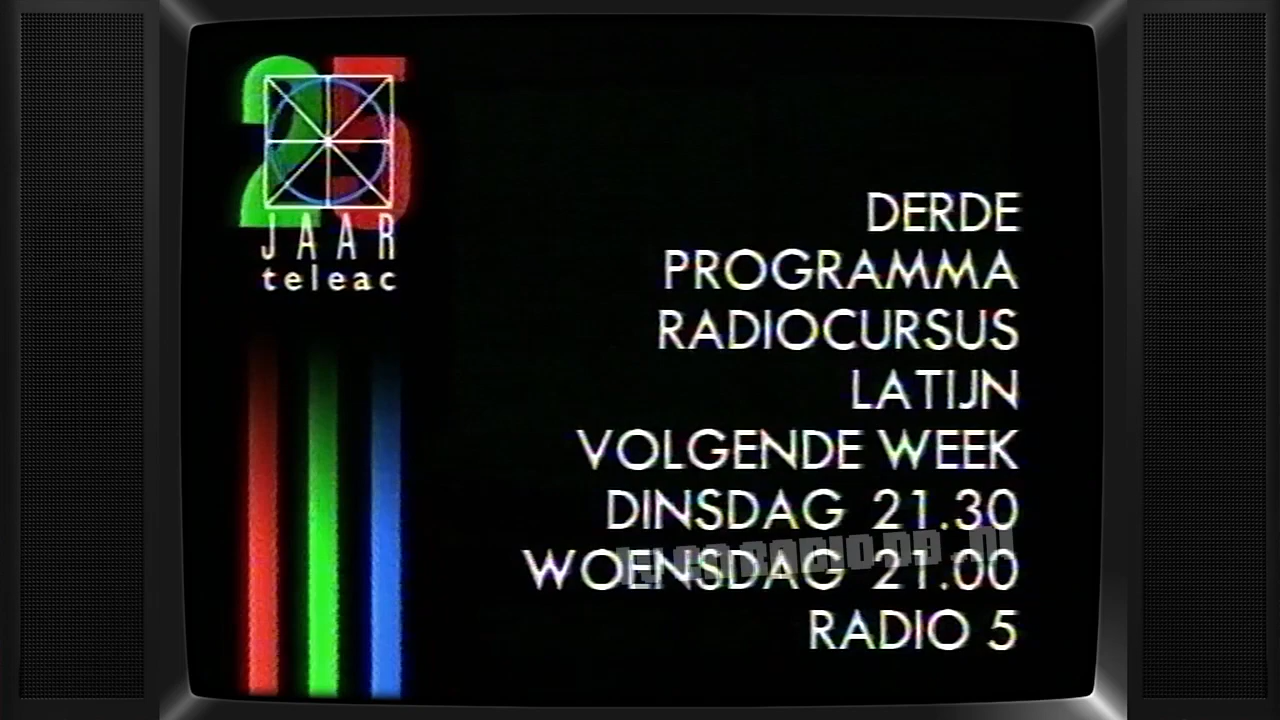 25
JAAR
teleac
DERDE
PROGRAMMA
RADIOCURSUS
LATIJN
VOLGENDE WEEK
DINSDAG 21.30
WOENSDAG 21.00
RADIO 5